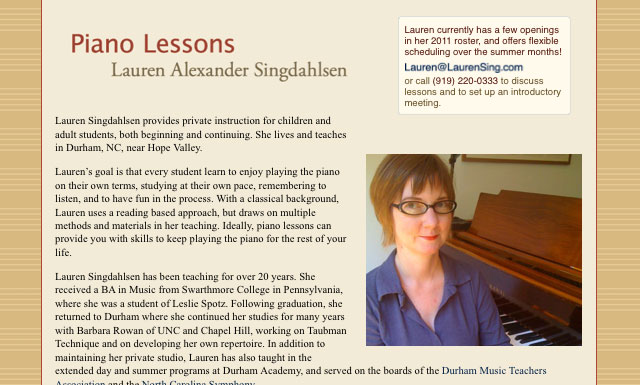 Piano Lessons
Lauren Alexander Singdahlsen
Lauren currently has a few openings
in her 2011 roster, and offers flexible
scheduling over the summer months!
Lauren@LaurenSing.com
or call (919) 220-0333 to discuss
lessons and to set up an introductory
meeting.
Lauren Singdahlsen provides private instruction for children and
adult students, both beginning and continuing. She lives and teaches
in Durham, NC, near Hope Valley.
Lauren's goal is that every student learn to enjoy playing the piano
on their own terms, studying at their own pace, remembering to
listen, and to have fun in the process. With a classical background,
Lauren uses a reading based approach, but draws on multiple
methods and materials in her teaching. Ideally, piano lessons can
provide you with skills to keep playing the piano for the rest of your
life.
Lauren Singdahlsen has been teaching for over 20 years. She
received a BA in Music from Swarthmore College in Pennsylvania,
where she was a student of Leslie Spotz. Following graduation, she
returned to Durham where she continued her studies for many years
with Barbara Rowan of UNC and Chapel Hill, working on Taubman
Technique and on developing her own repertoire. In addition to
maintaining her private studio, Lauren has also taught in the
extended day and summer programs at Durham Academy, and served on the boards of the Durham Music Teachers
Association and the North Carolina Symphony.